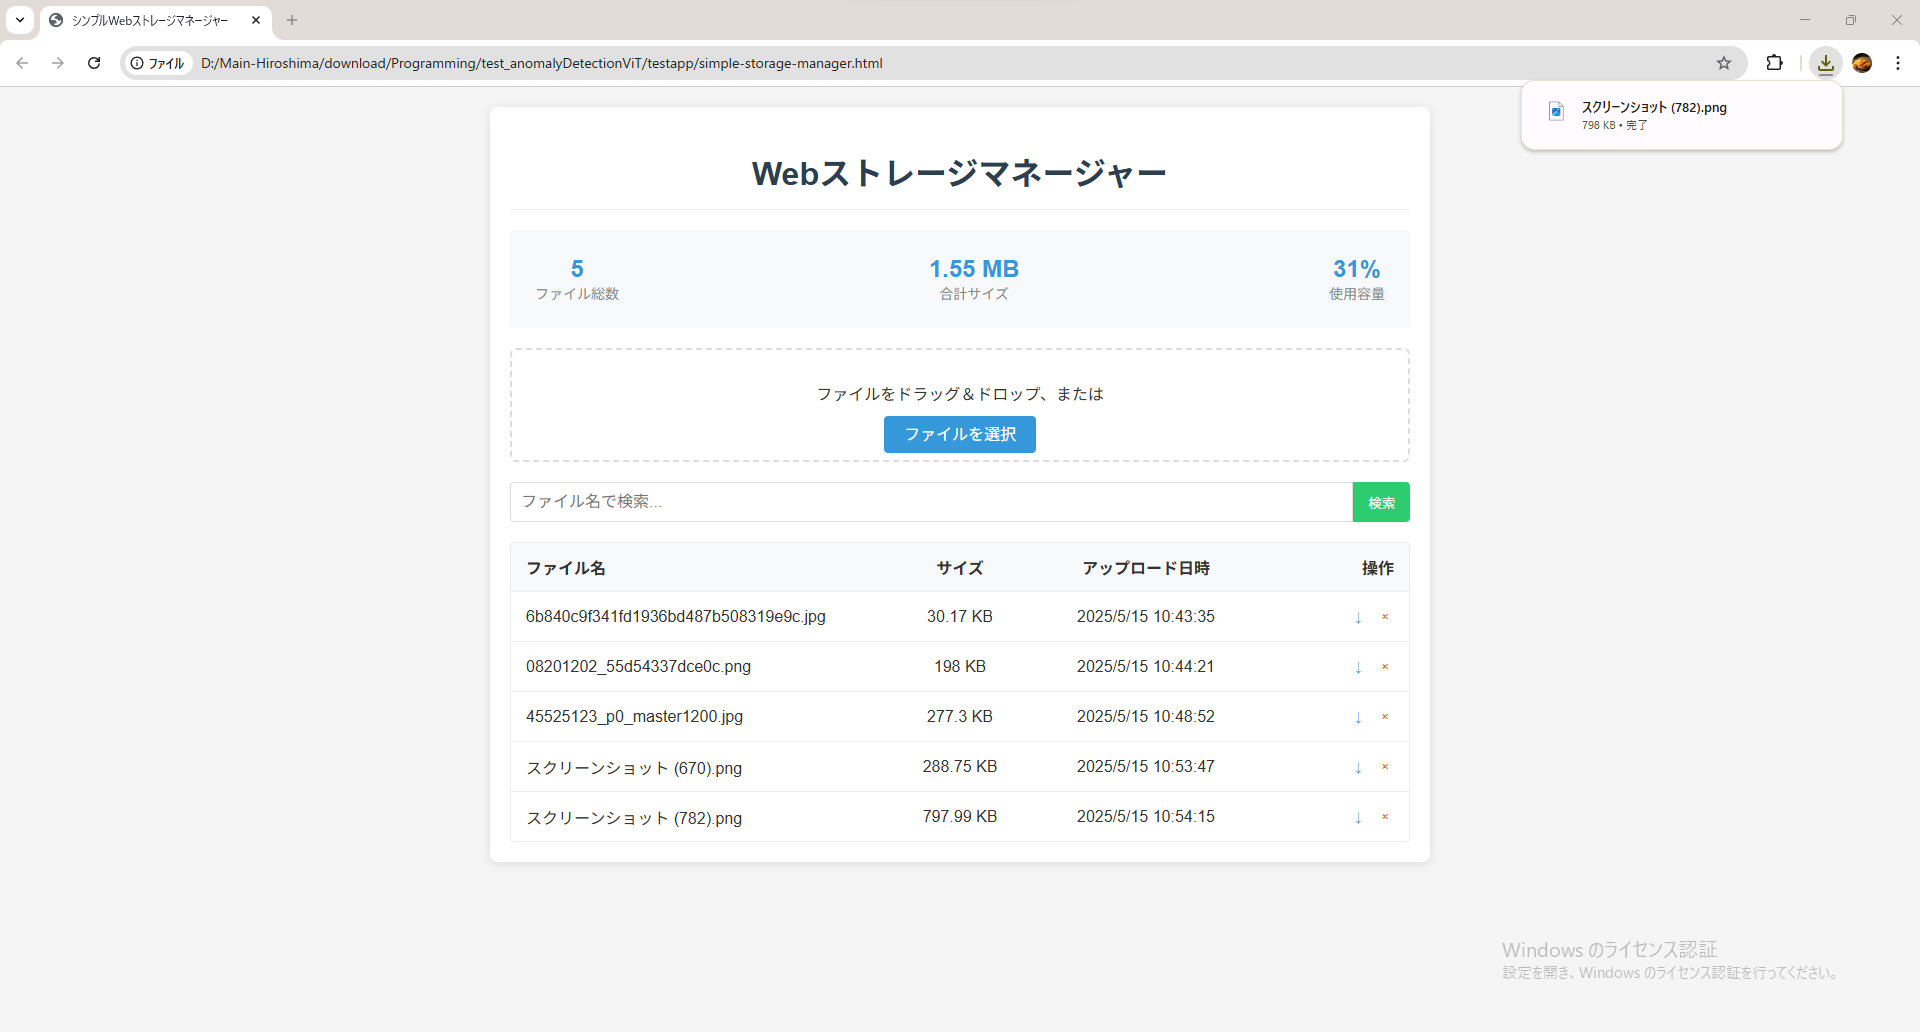 シンプルWebストレージマネージャー
ファイル D:/Main-Hiroshima/download/Programming/test_anomalyDetectionViT/testapp/simple-storage-manager.html
スクリーンショット (782).png
798 KB • 完了
Webストレージマネージャー
5 1.55 MB 31%
ファイル総数 合計サイズ 使用容量
ファイルをドラッグ＆ドロップ、または
ファイルを選択
ファイル名で検索... 検索
ファイル名 サイズ アップロード日時 操作
6b840c9f341fd1936bd487b508319e9c.jpg 30.17 KB 2025/5/15 10:43:35 ↓ ×
08201202_55d54337dce0c.png 198 KB 2025/5/15 10:44:21 ↓ ×
45525123_p0_master1200.jpg 277.3 KB 2025/5/15 10:48:52 ↓ ×
スクリーンショット (670).png 288.75 KB 2025/5/15 10:53:47 ↓ ×
スクリーンショット (782).png 797.99 KB 2025/5/15 10:54:15 ↓ ×
Windows のライセンス認証
設定を開き、Windows のライセンス認証を行ってください。